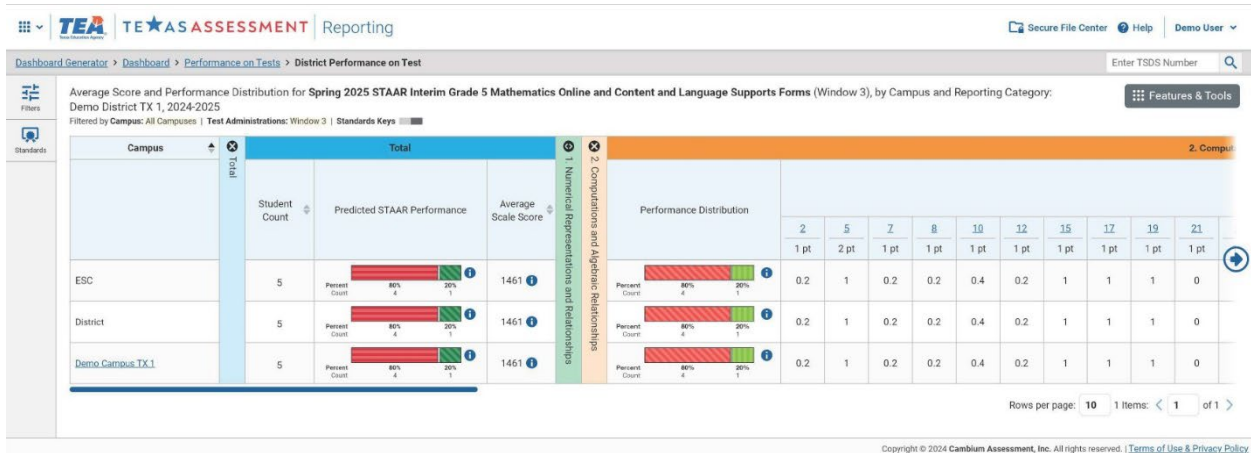 TEA TEXAS ASSESSMENT Reporting
Secure File Center Help Demo User
Dashboard Generator > Dashboard > Performance on Tests > District Performance on Test
Enter TSDS Number
Filters
Standards
Average Score and Performance Distribution for Spring 2025 STAAR Interim Grade 5 Mathematics Online and Content and Language Supports Forms (Window 3), by Campus and Reporting Category:
Demo District TX 1, 2024-2025
Features & Tools
Filtered by Campus: All Campuses | Test Administrations: Window 3 | Standards Keys
Campus
Total
Total
1. Numerical Representations and Relationships
2. Computations and Algebraic Relationships
2. Comput
Student Count
Predicted STAAR Performance
Average Scale Score
Performance Distribution
2 5 7 8 10 12 15 17 19 21
1 pt 2 pt 1 pt 1 pt 1 pt 1 pt 1 pt 1 pt 1 pt 1 pt
ESC 5 Percent 80% 20% 1461 Percent 80% 20% 0.2 1 0.2 0.2 0.4 0.2 1 1 1 0
Count 4 1 Count 4 1
District 5 Percent 80% 20% 1461 Percent 80% 20% 0.2 1 0.2 0.2 0.4 0.2 1 1 1 0
Count 4 1 Count 4 1
Demo Campus TX 1 5 Percent 80% 20% 1461 Percent 80% 20% 0.2 1 0.2 0.2 0.4 0.2 1 1 1 0
Count 4 1 Count 4 1
Rows per page: 10 1 Items: < 1 of 1 >
Copyright © 2024 Cambium Assessment, Inc. All rights reserved. | Terms of Use & Privacy Policy